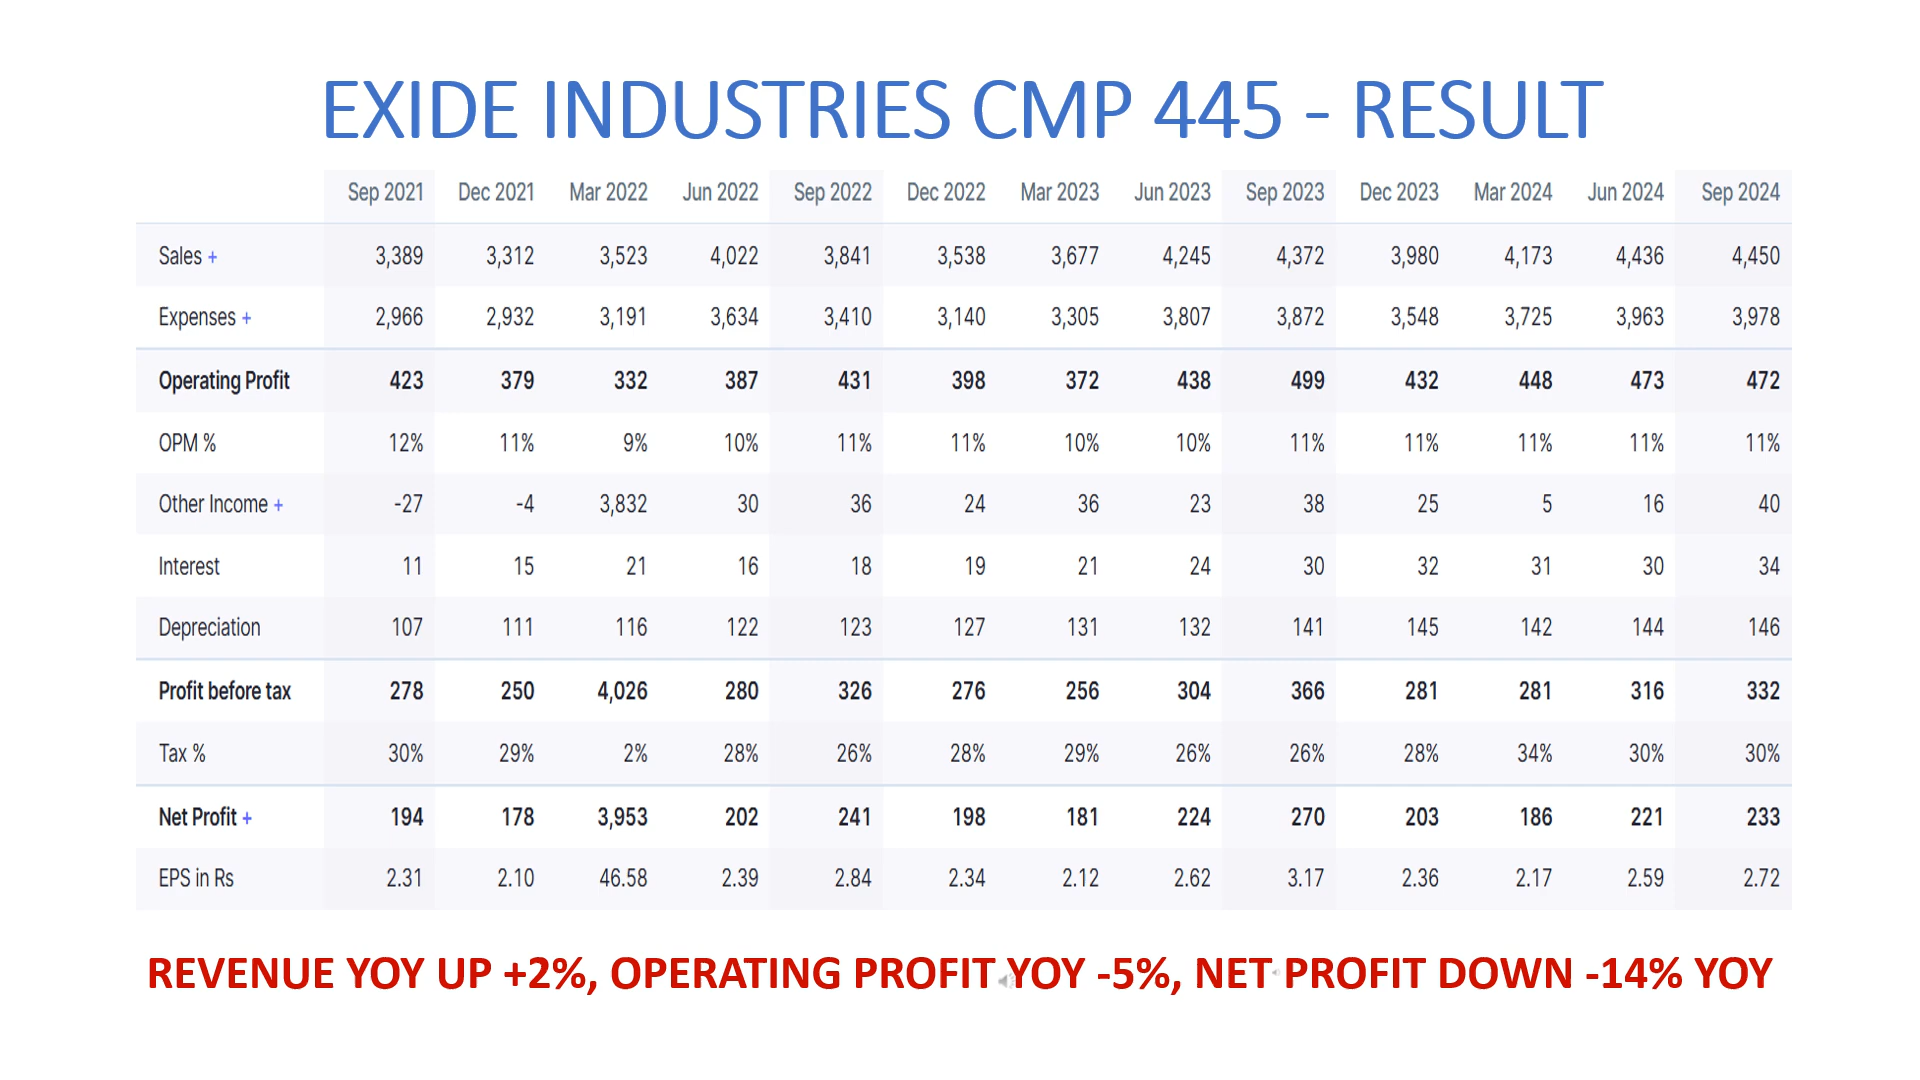 EXIDE INDUSTRIES CMP 445 - RESULT
Sep 2021 Dec 2021 Mar 2022 Jun 2022 Sep 2022 Dec 2022 Mar 2023 Jun 2023 Sep 2023 Dec 2023 Mar 2024 Jun 2024 Sep 2024
Sales + 3,389 3,312 3,523 4,022 3,841 3,538 3,677 4,245 4,372 3,980 4,173 4,436 4,450
Expenses + 2,966 2,932 3,191 3,634 3,410 3,140 3,305 3,807 3,872 3,548 3,725 3,963 3,978
Operating Profit 423 379 332 387 431 398 372 438 499 432 448 473 472
OPM % 12% 11% 9% 10% 11% 11% 10% 10% 11% 11% 11% 11% 11%
Other Income + -27 -4 3,832 30 36 24 36 23 38 25 5 16 40
Interest 11 15 21 16 18 19 21 24 30 32 31 30 34
Depreciation 107 111 116 122 123 127 131 132 141 145 142 144 146
Profit before tax 278 250 4,026 280 326 276 256 304 366 281 281 316 332
Tax % 30% 29% 2% 28% 26% 28% 29% 26% 26% 28% 34% 30% 30%
Net Profit + 194 178 3,953 202 241 198 181 224 270 203 186 221 233
EPS in Rs 2.31 2.10 46.58 2.39 2.84 2.34 2.12 2.62 3.17 2.36 2.17 2.59 2.72
REVENUE YOY UP +2%, OPERATING PROFIT YOY -5%, NET PROFIT DOWN -14% YOY